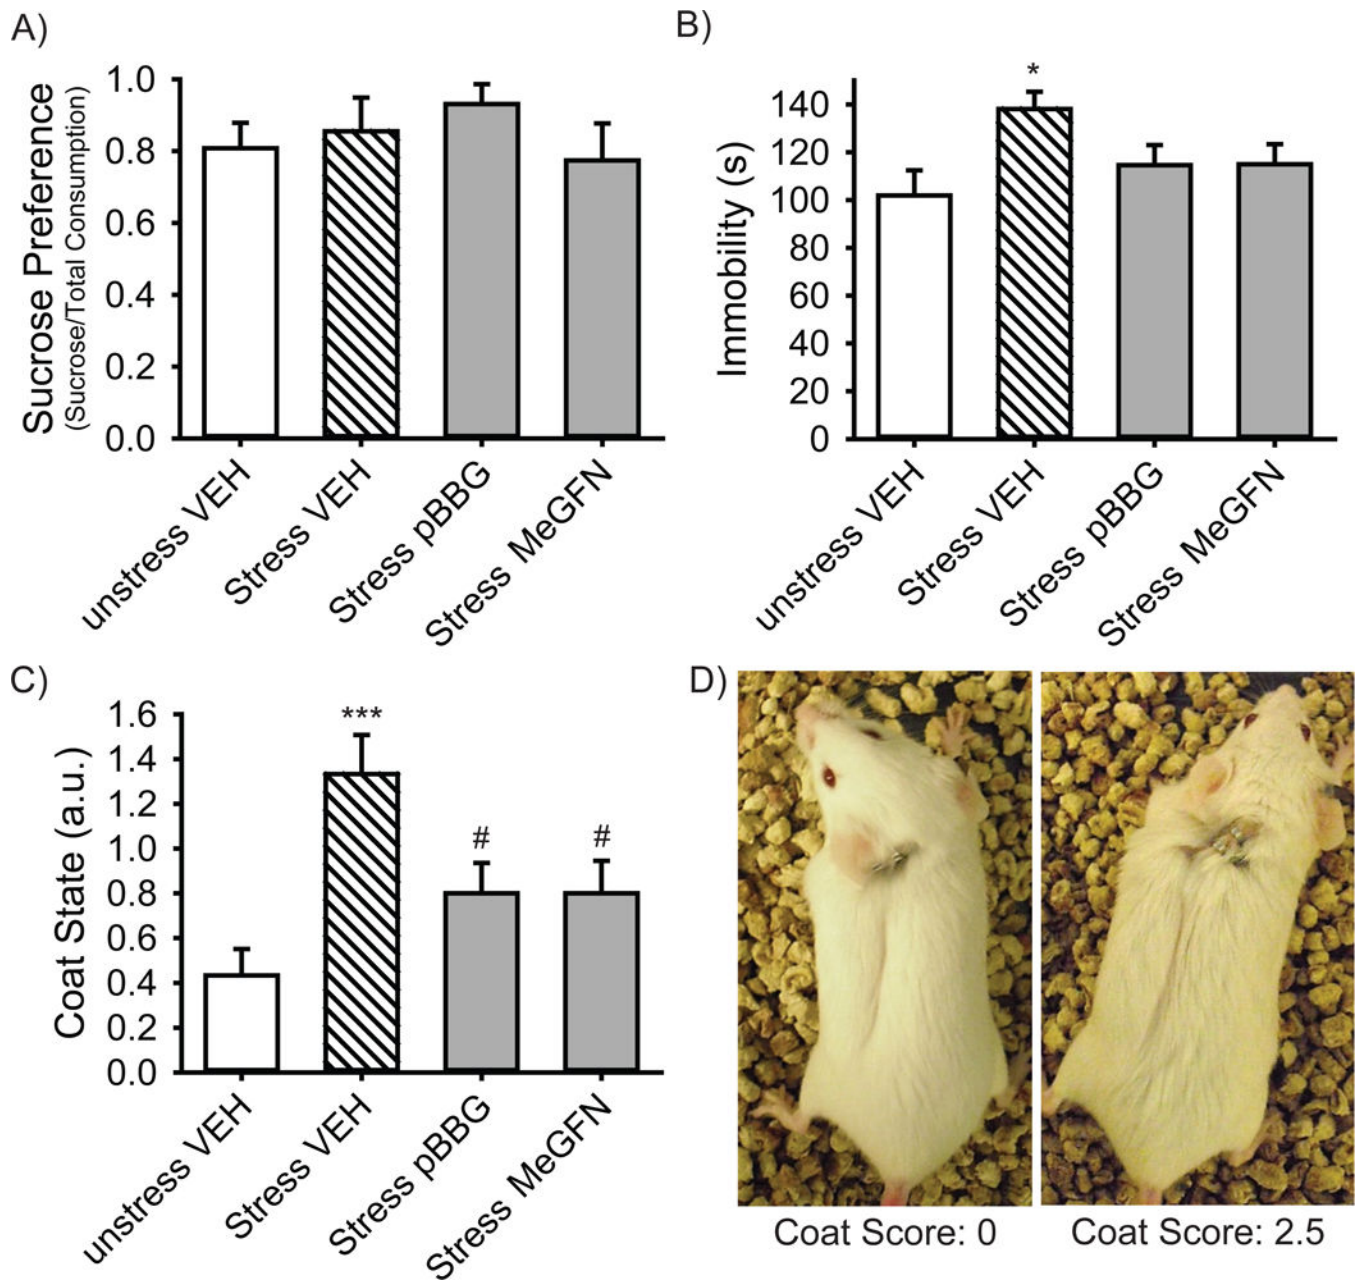 A)
Sucrose Preference
(Sucrose/Total Consumption)
1.0
0.8
0.6
0.4
0.2
0.0
unstress VEH
Stress VEH
Stress pBBG
Stress MeGFN
B)
Immobility (s)
*
140
120
100
80
60
40
20
0
unstress VEH
Stress VEH
Stress pBBG
Stress MeGFN
C)
Coat State (a.u.)
1.6
1.4
1.2
1.0
0.8
0.6
0.4
0.2
0.0
***
#
#
unstress VEH
Stress VEH
Stress pBBG
Stress MeGFN
D)
Coat Score: 0
Coat Score: 2.5